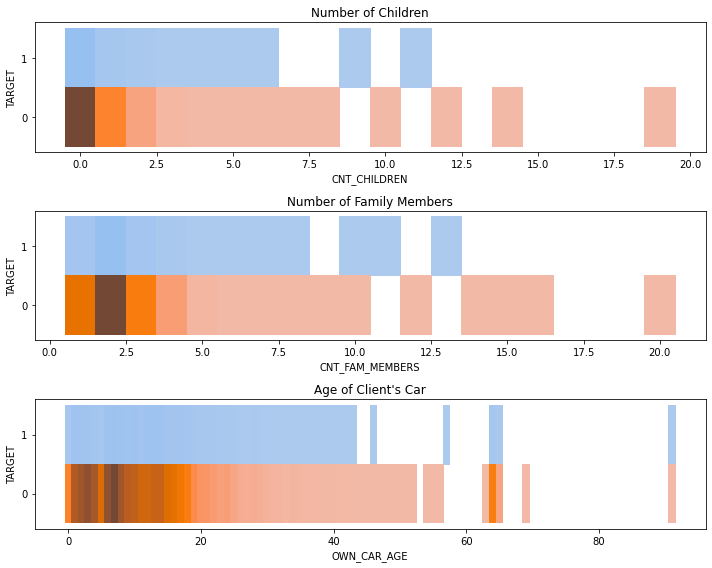 Number of Children
TARGET
1
0
0.0 2.5 5.0 7.5 10.0 12.5 15.0 17.5 20.0
CNT_CHILDREN
Number of Family Members
TARGET
1
0
0.0 2.5 5.0 7.5 10.0 12.5 15.0 17.5 20.0
CNT_FAM_MEMBERS
Age of Client's Car
TARGET
1
0
0 20 40 60 80
OWN_CAR_AGE